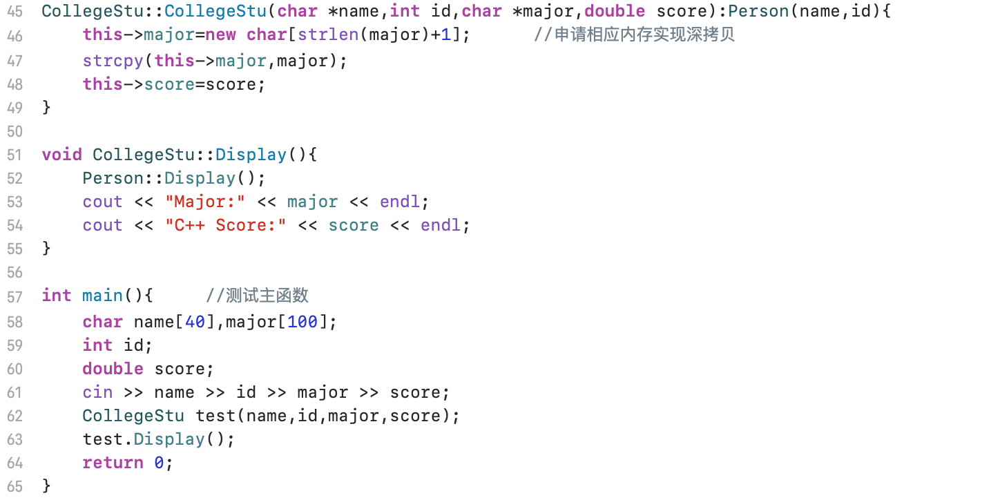 45 CollegeStu::CollegeStu(char *name,int id,char *major,double score):Person(name,id){
46     this->major=new char[strlen(major)+1];      //申请相应内存实现深拷贝
47     strcpy(this->major,major);
48     this->score=score;
49 }
50
51 void CollegeStu::Display(){
52     Person::Display();
53     cout << "Major:" << major << endl;
54     cout << "C++ Score:" << score << endl;
55 }
56
57 int main(){     //测试主函数
58     char name[40],major[100];
59     int id;
60     double score;
61     cin >> name >> id >> major >> score;
62     CollegeStu test(name,id,major,score);
63     test.Display();
64     return 0;
65 }